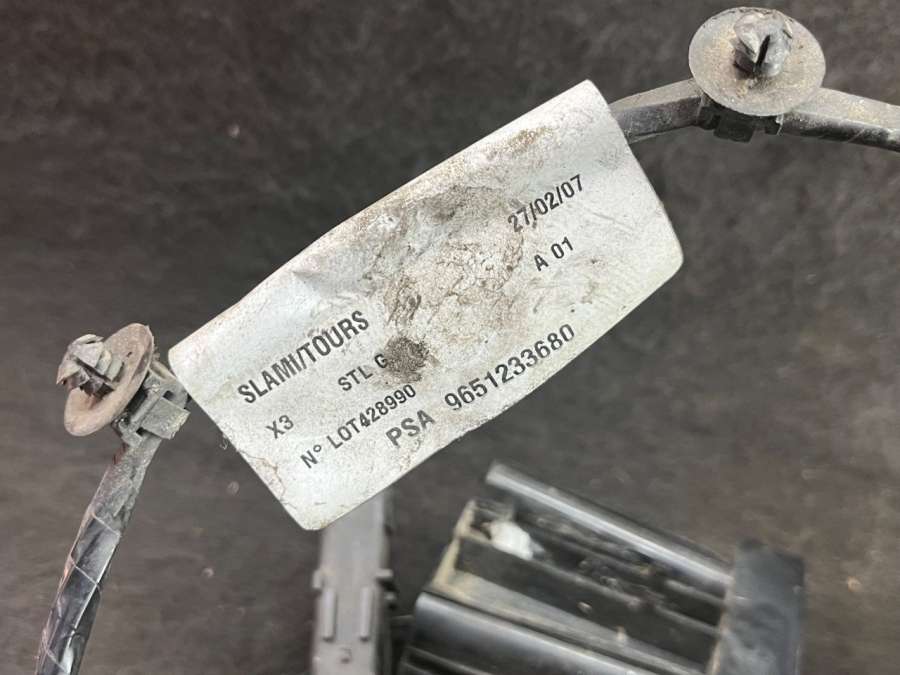 SLAMI/TOURS
27/02/07
X3
STL G
A 01
N° LOT428990
PSA 9651233680